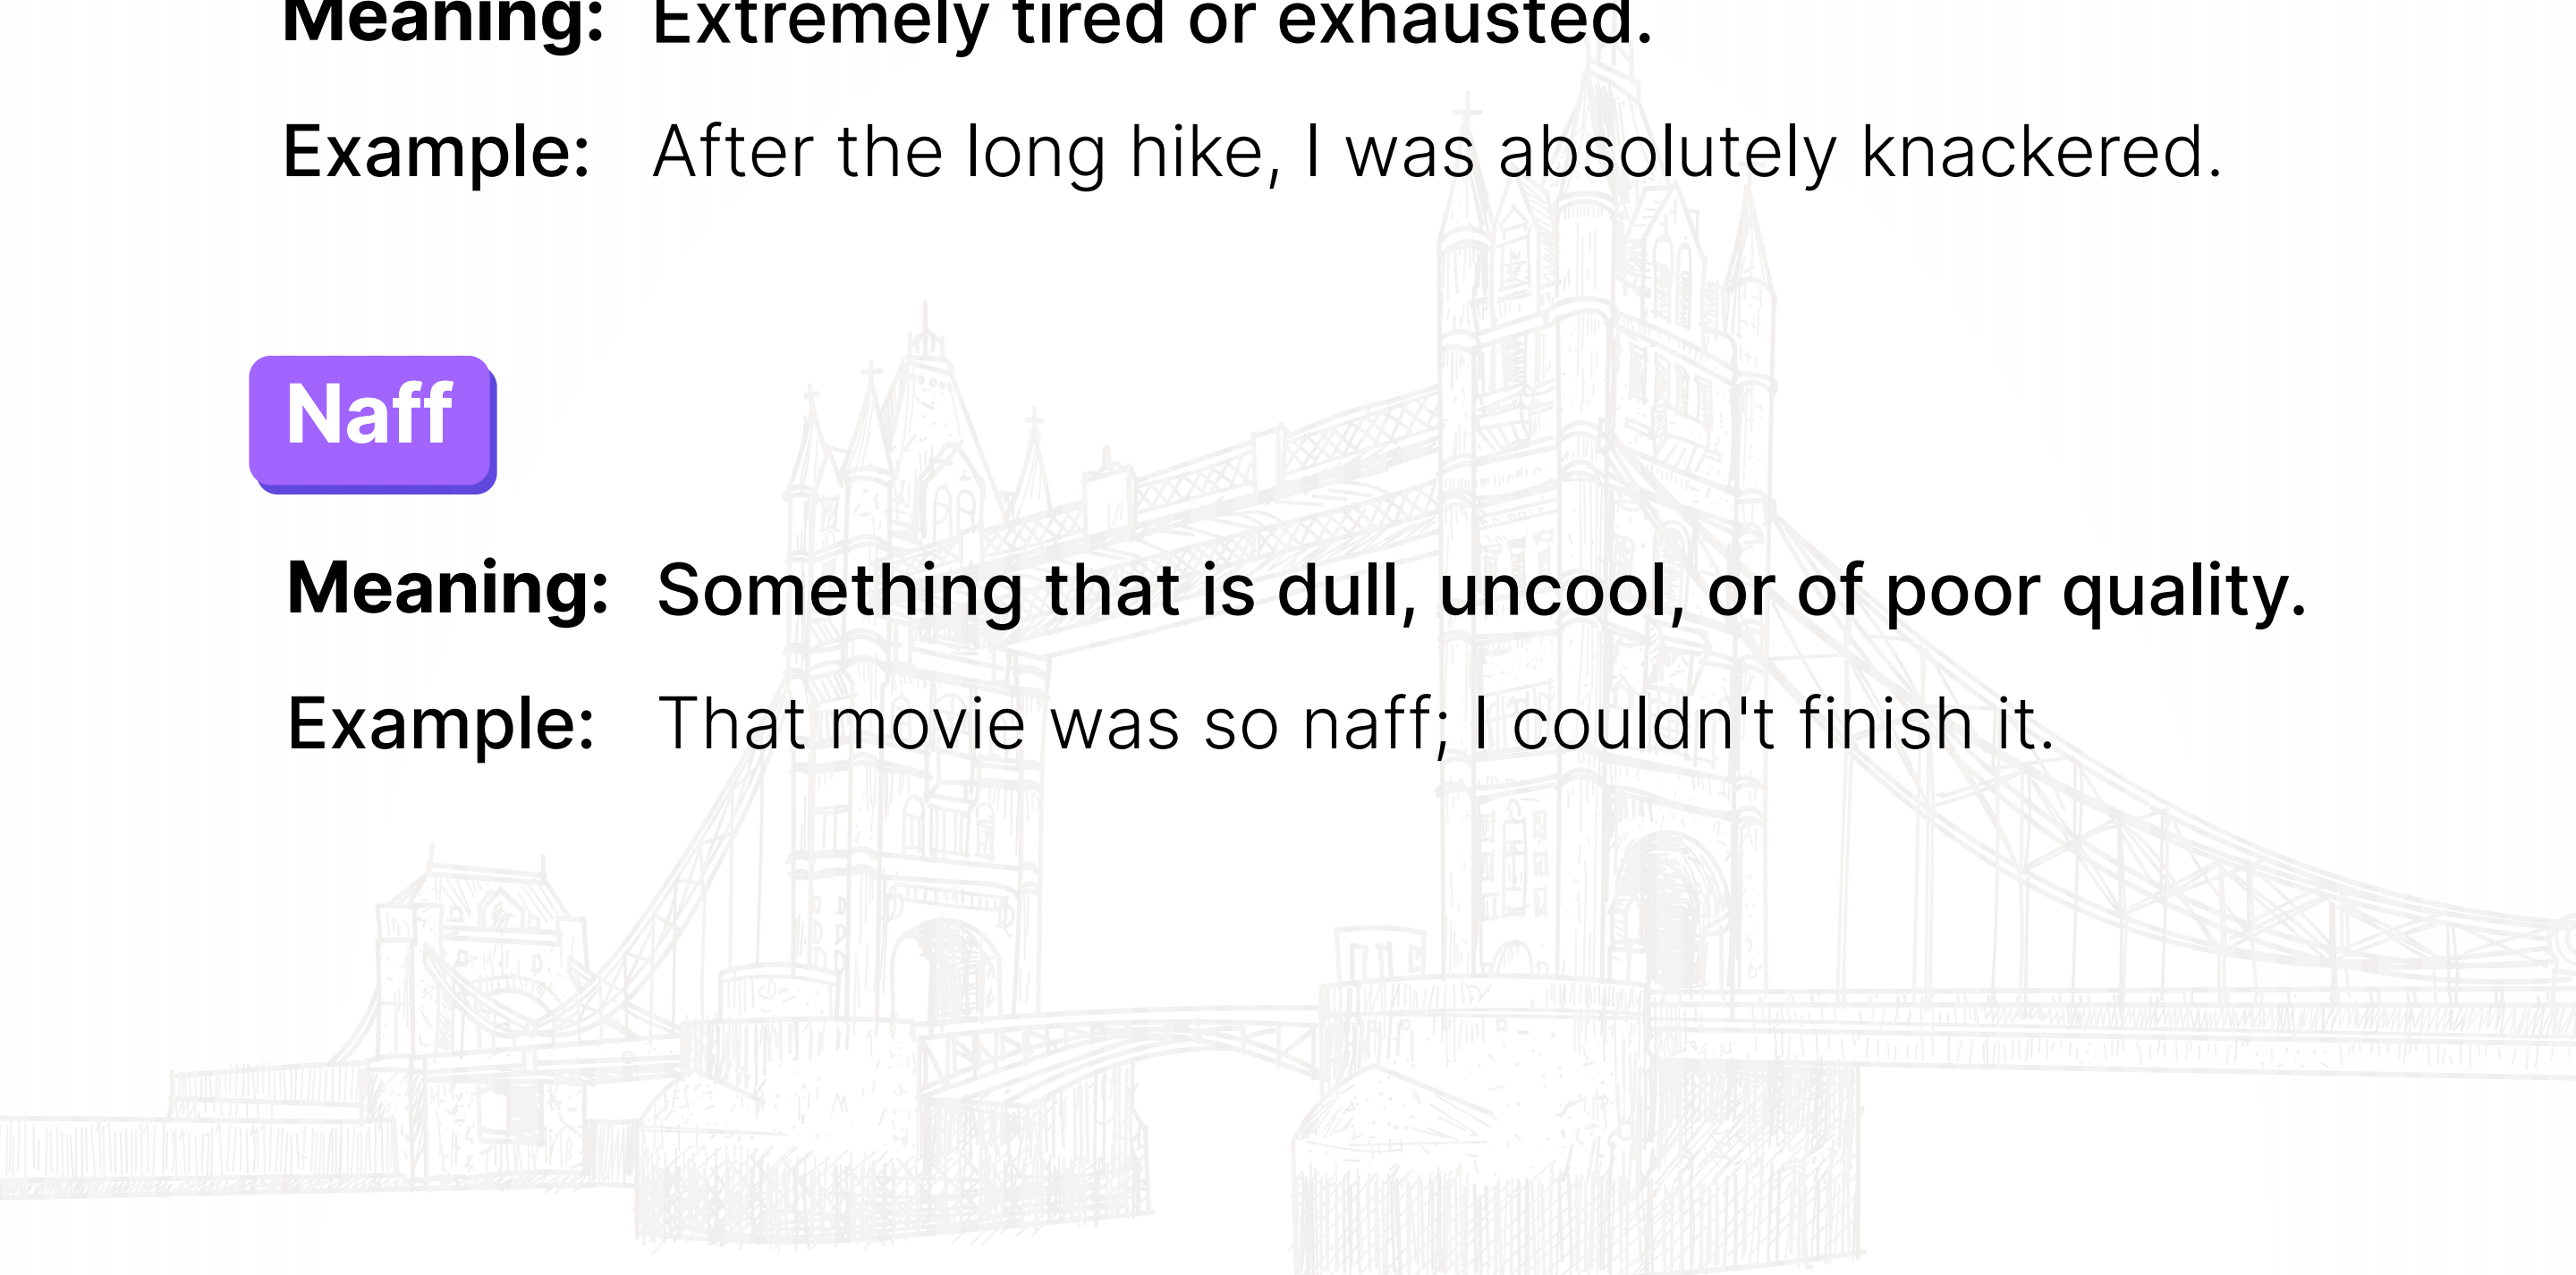 Meaning: Extremely tired or exhausted.
Example: After the long hike, I was absolutely knackered.
Naff
Meaning: Something that is dull, uncool, or of poor quality.
Example: That movie was so naff; I couldn't finish it.